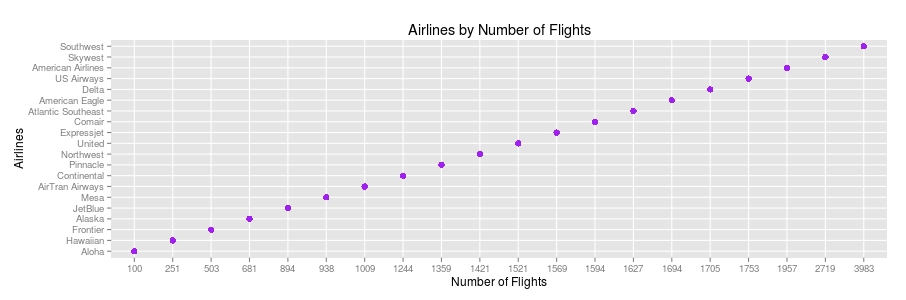 Airlines by Number of Flights
Airlines
Southwest
Skywest
American Airlines
US Airways
Delta
American Eagle
Atlantic Southeast
Comair
Expressjet
United
Northwest
Pinnacle
Continental
AirTran Airways
Mesa
JetBlue
Alaska
Frontier
Hawaiian
Aloha
100 251 503 681 894 938 1009 1244 1359 1421 1521 1569 1594 1627 1694 1705 1753 1957 2719 3983
Number of Flights